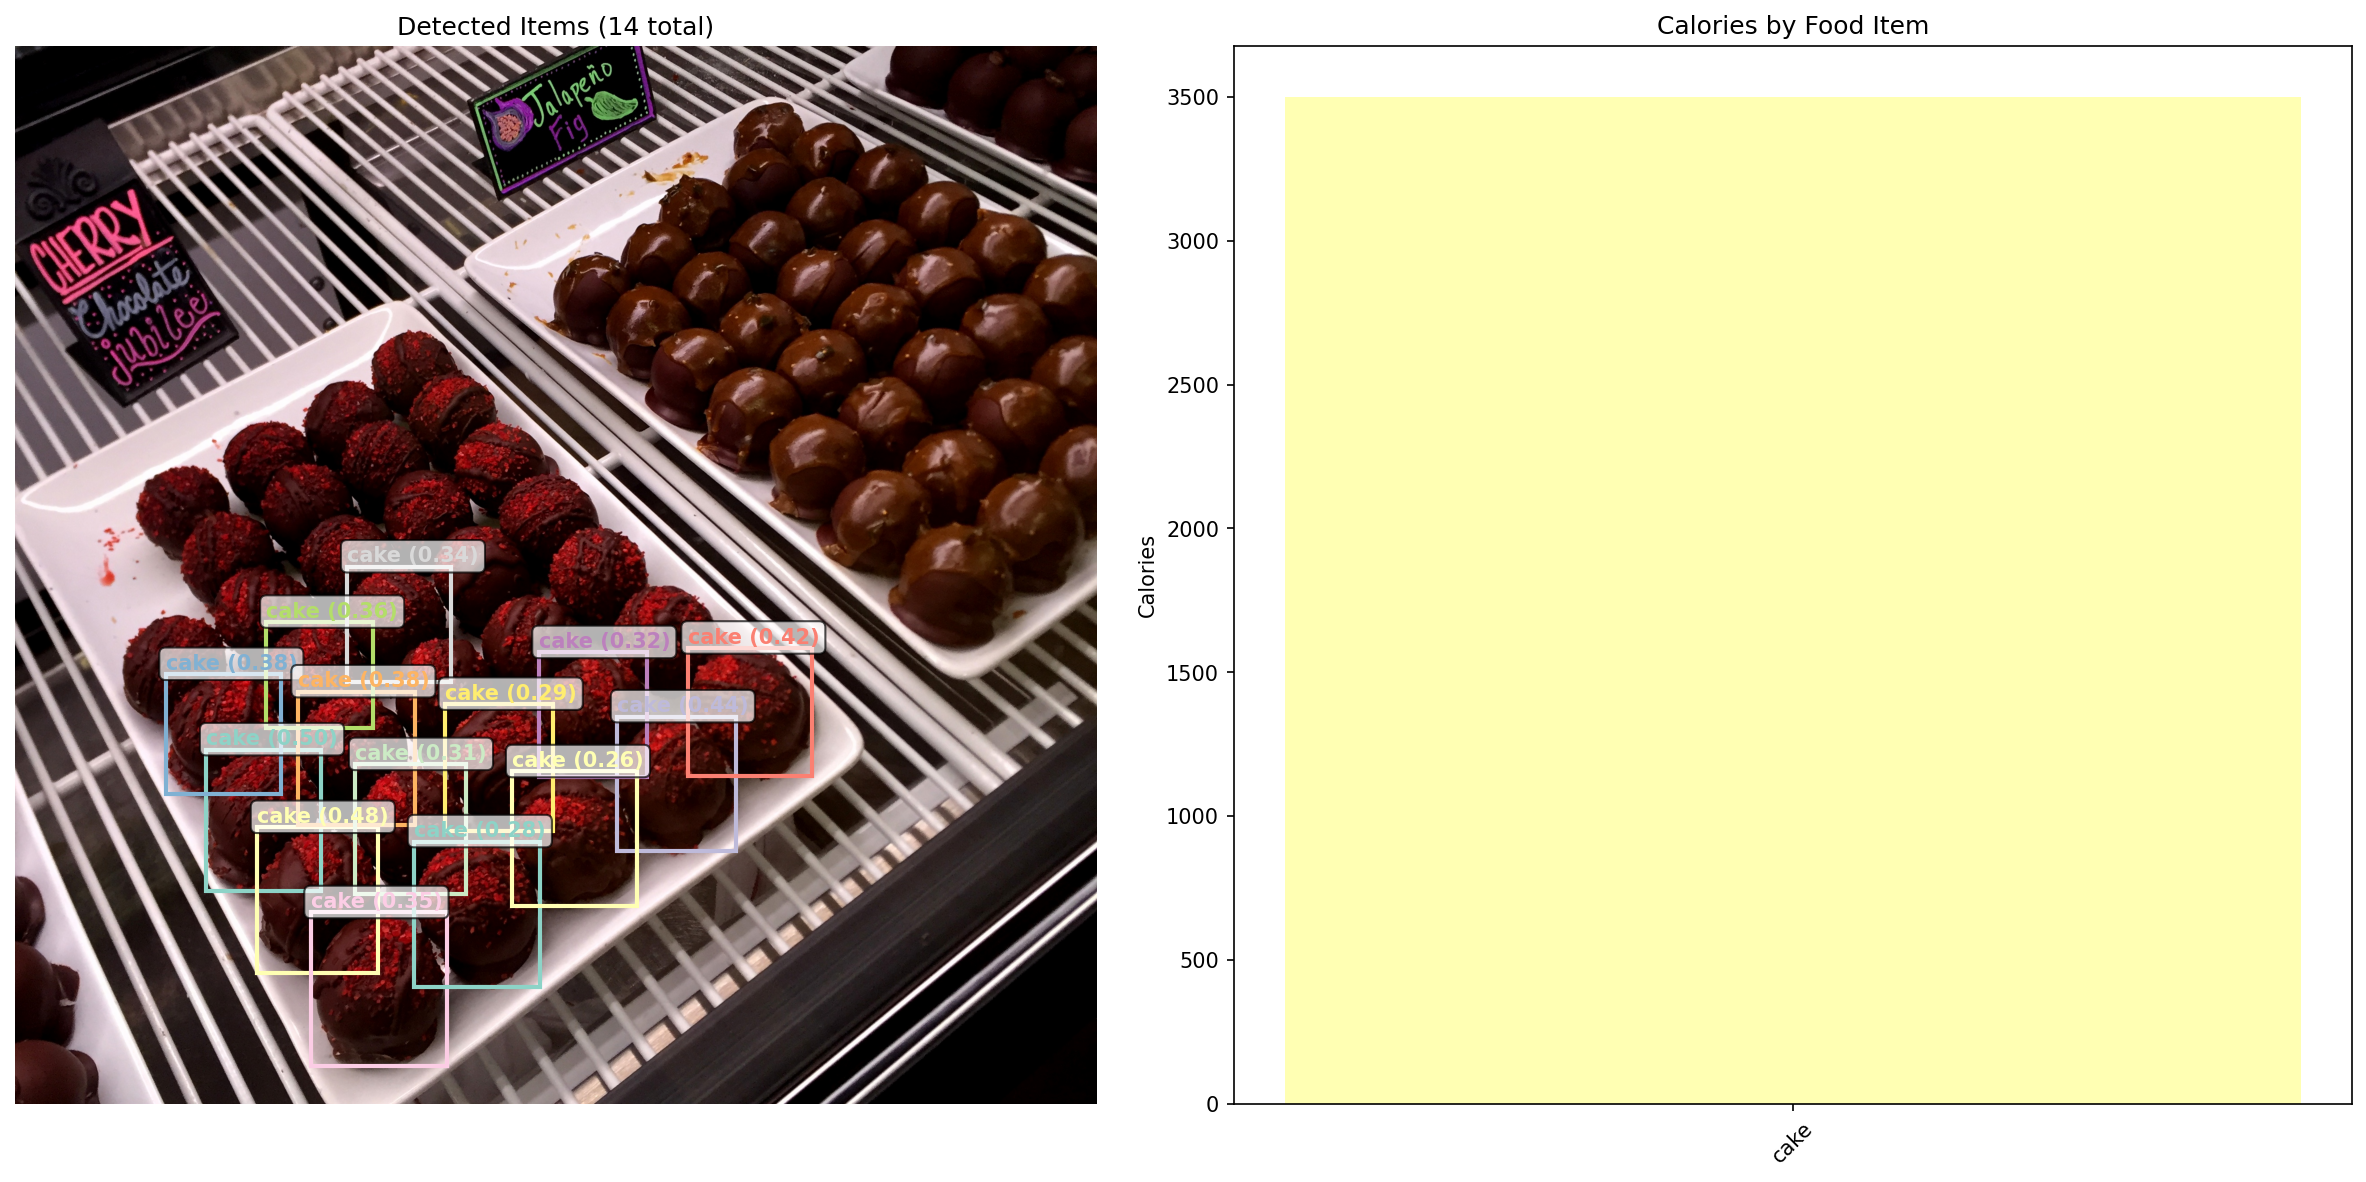 Detected Items (14 total)
Jalapeño
Fig
CHERRY
Chocolate
jubilee
cake (0.34)
cake (0.36)
cake (0.32)
cake (0.42)
cake (0.38)
cake (0.38)
cake (0.29)
cake
cake (0.50)
cake (0.31)
cake (0.26)
cake (0.48)
cake (0.28)
cake (0.35)
Calories by Food Item
Calories
3500
3000
2500
2000
1500
1000
500
0
cake